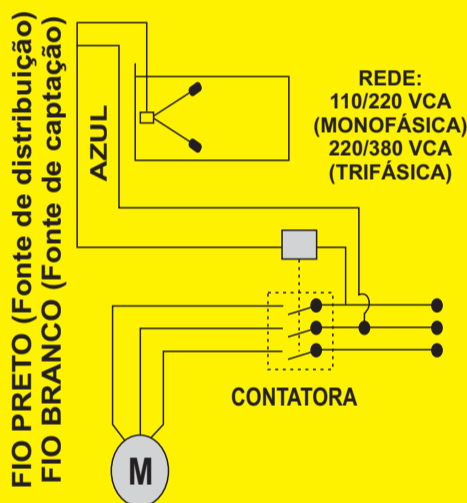 FIO PRETO (Fonte de distribuição)
FIO BRANCO (Fonte de captação)
AZUL
REDE:
110/220 VCA
(MONOFÁSICA)
220/380 VCA
(TRIFÁSICA)
CONTATORA
M